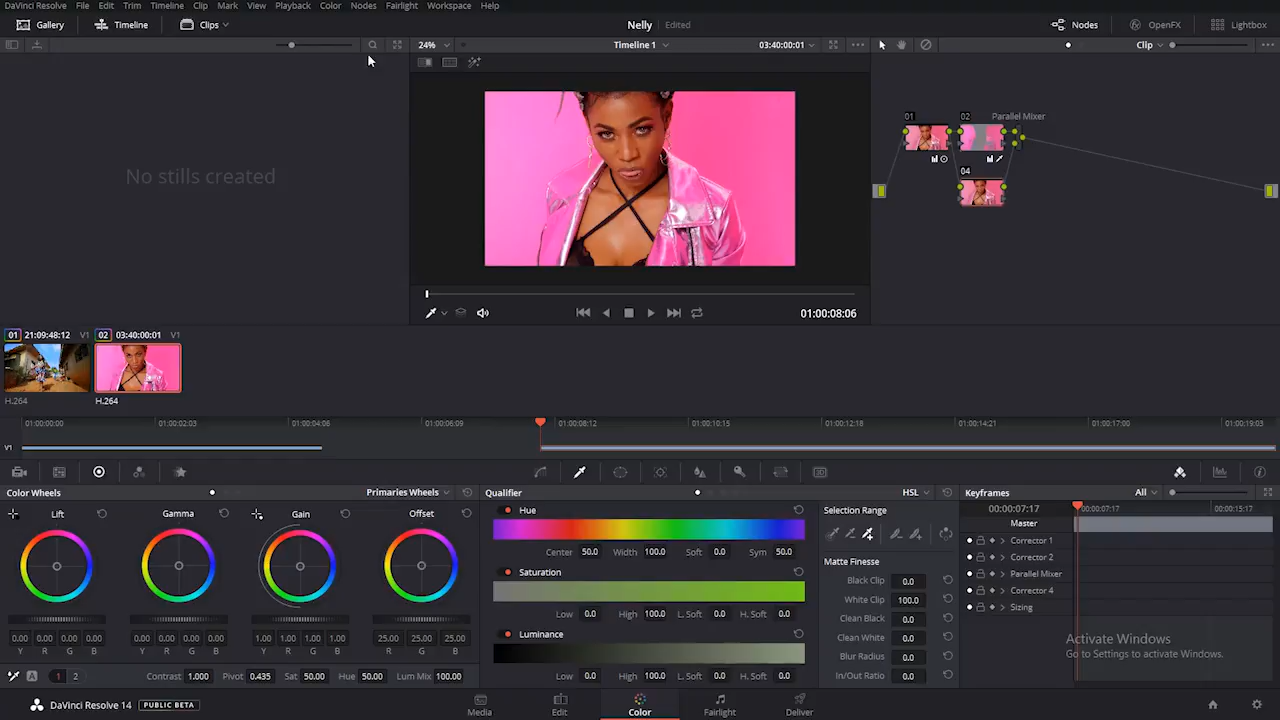 DaVinci Resolve File Edit Trim Timeline Clip Mark View Playback Color Nodes Fairlight Workspace Help
Gallery Timeline Clips Nelly Edited Nodes OpenFX Lightbox
24% Timeline 1 03:40:00:01 Clip
01 02 Parallel Mixer
04
No stills created
01:00:08:06
01 21:09:48:12 V1 02 03:40:00:01 V1
H.264 H.264
01:00:00:00 01:00:02:03 01:00:04:06 01:00:06:09 01:00:08:12 01:00:10:15 01:00:12:18 01:00:14:21 01:00:17:00 01:00:19:03
V1
Color Wheels Primaries Wheels Qualifier HSL Keyframes All
Lift Gamma Gain Offset
0.00 0.00 0.00 0.00 0.00 0.00 0.00 0.00 1.00 1.00 1.00 1.00 25.00 25.00 25.00
Y R G B Y R G B Y R G B R G B
Contrast 1.000 Pivot 0.435 Sat 50.00 Hue 50.00 Lum Mix 100.00
A 1 2
Hue
Center 50.0 Width 100.0 Soft 0.0 Sym 50.0
Saturation
Low 0.0 High 100.0 L. Soft 0.0 H. Soft 0.0
Luminance
Low 0.0 High 100.0 L. Soft 0.0 H. Soft 0.0
Selection Range
Matte Finesse
Black Clip 0.0
White Clip 100.0
Clean Black 0.0
Clean White 0.0
Blur Radius 0.0
In/Out Ratio 0.0
00:00:07:17 00:00:07:17 00:00:15:17
Master
Corrector 1
Corrector 2
Parallel Mixer
Corrector 4
Sizing
Activate Windows
Go to Settings to activate Windows.
DaVinci Resolve 14 PUBLIC BETA
Media Edit Color Fairlight Deliver